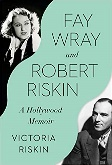 FAY WRAY
and
ROBERT
RISKIN
A Hollywood
Memoir
VICTORIA
RISKIN